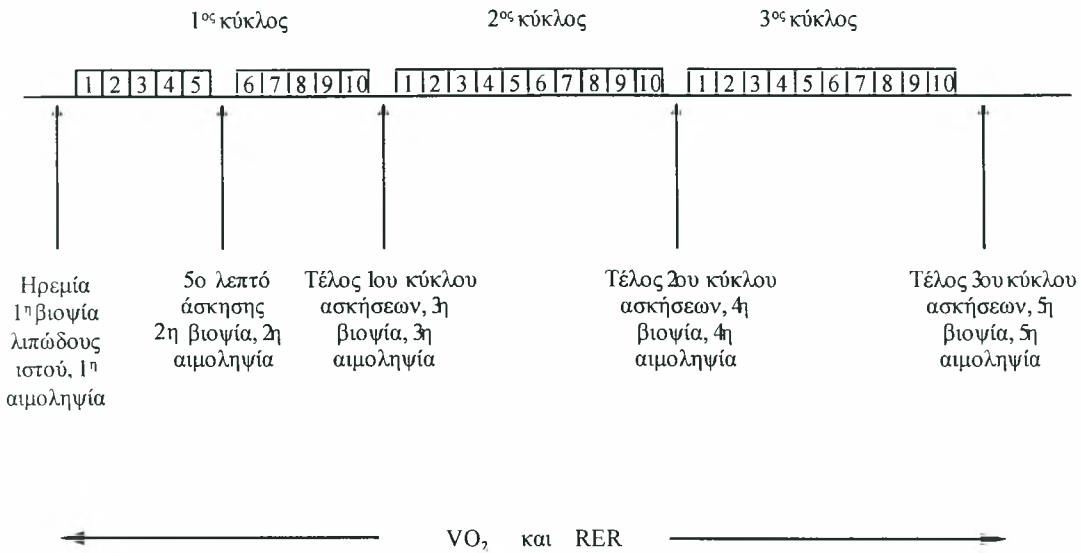 1ος κύκλος 2ος κύκλος 3ος κύκλος
1 2 3 4 5 6 7 8 9 10 1 2 3 4 5 6 7 8 9 10 1 2 3 4 5 6 7 8 9 10
Ηρεμία
1η βιοψία
λιπώδους
ιστού, 1η
αιμοληψία
5ο λεπτό
άσκησης
2η βιοψία, 2η
αιμοληψία
Τέλος 1ου κύκλου
ασκήσεων, 3η
βιοψία, 3η
αιμοληψία
Τέλος 2ου κύκλου
ασκήσεων, 4η
βιοψία, 4η
αιμοληψία
Τέλος 3ου κύκλου
ασκήσεων, 5η
βιοψία, 5η
αιμοληψία
VO₂ και RER